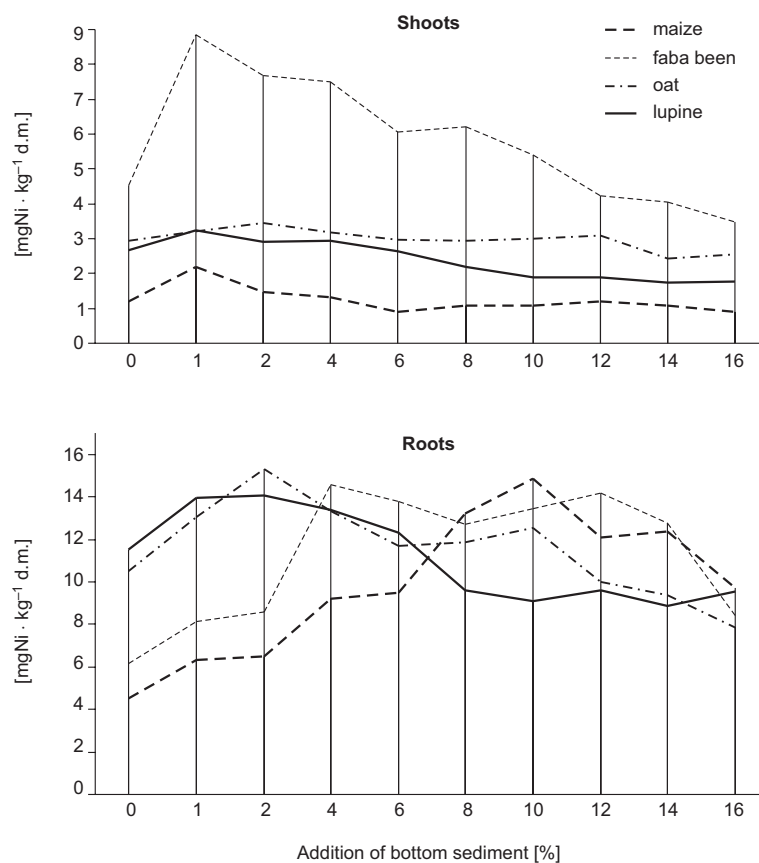 Shoots
maize
faba been
oat
lupine
[mgNi · kg⁻¹ d.m.]
9
8
7
6
5
4
3
2
1
0
0 1 2 4 6 8 10 12 14 16
Roots
[mgNi · kg⁻¹ d.m.]
16
14
12
10
8
6
4
2
0
0 1 2 4 6 8 10 12 14 16
Addition of bottom sediment [%]